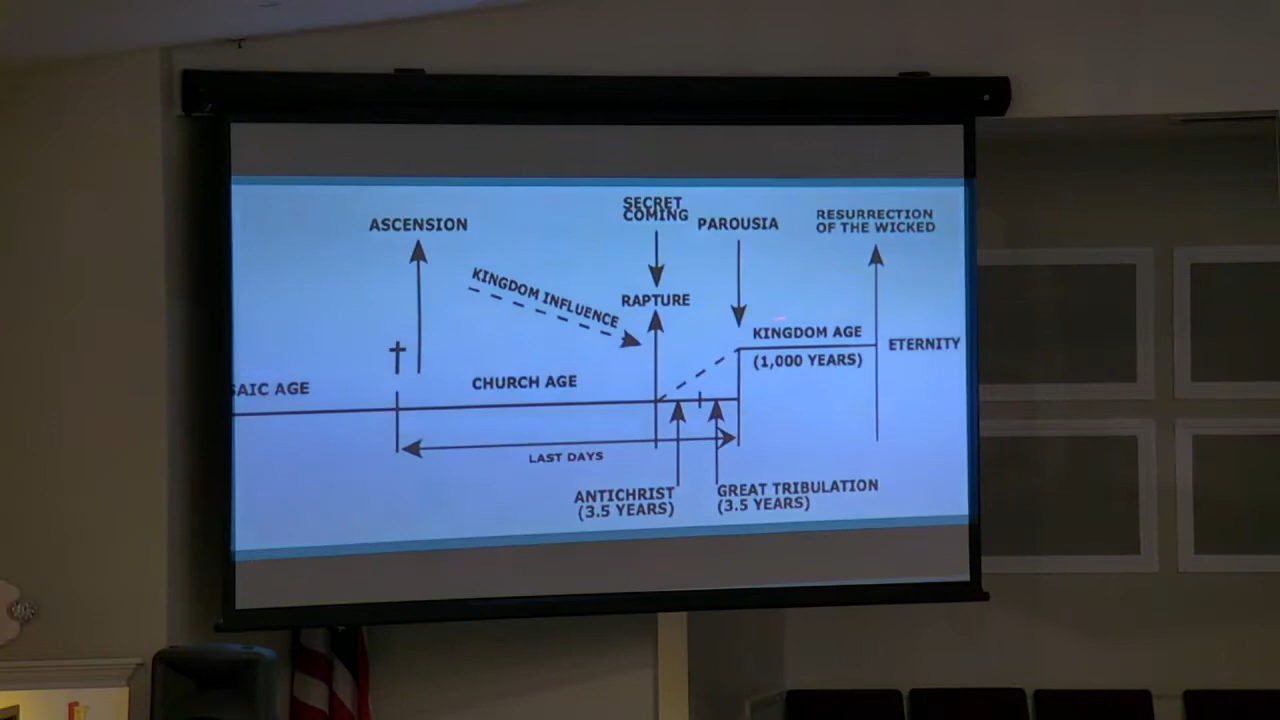 SECRET
COMING
ASCENSION
PAROUSIA
RESURRECTION
OF THE WICKED
KINGDOM INFLUENCE
RAPTURE
KINGDOM AGE
(1,000 YEARS)
ETERNITY
AIC AGE
CHURCH AGE
LAST DAYS
ANTICHRIST
(3.5 YEARS)
GREAT TRIBULATION
(3.5 YEARS)